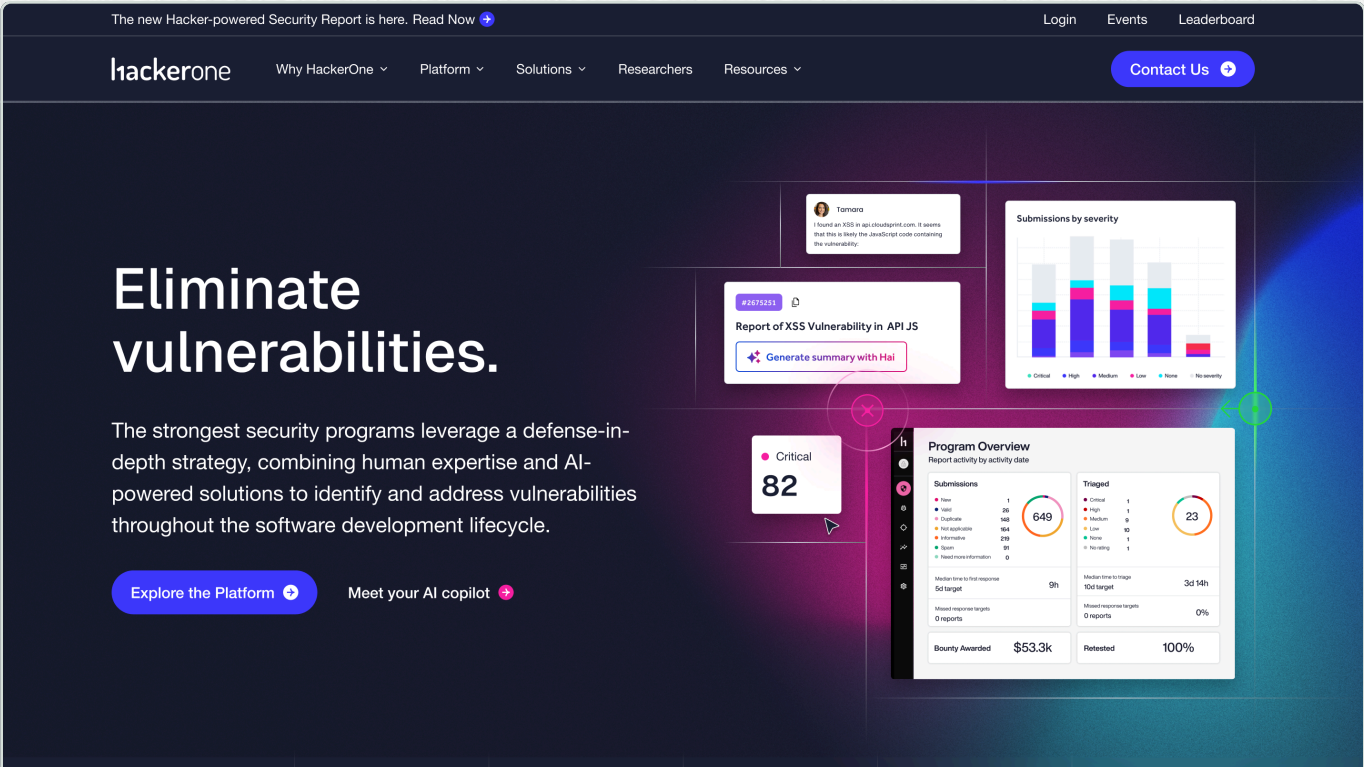 The new Hacker-powered Security Report is here. Read Now
Login
Events
Leaderboard
hackerone
Why HackerOne
Platform
Solutions
Researchers
Resources
Contact Us
Eliminate
vulnerabilities.
The strongest security programs leverage a defense-in-
depth strategy, combining human expertise and AI-
powered solutions to identify and address vulnerabilities
throughout the software development lifecycle.
Explore the Platform
Meet your AI copilot
Tamara
I found an XSS in api.cloudsprint.com. It seems
that this is likely the JavaScript code containing
the vulnerability:
#2675251
Report of XSS Vulnerability in API JS
Generate summary with Hai
Submissions by severity
Critical
High
Medium
Low
None
No severity
Critical
82
h
Program Overview
Report activity by activity date
Submissions
New 1
Valid 26
Duplicate 148
Not applicable 164
Informative 219
Spam 91
Need more information 0
649
Median time to first response
5d target
9h
Missed response targets
0 reports
Bounty Awarded $53.3k
Triaged
Critical 1
High 1
Medium 9
Low 10
None 1
No rating 1
23
Median time to triage
10d target
3d 14h
Missed response targets
0 reports
0%
Retested 100%